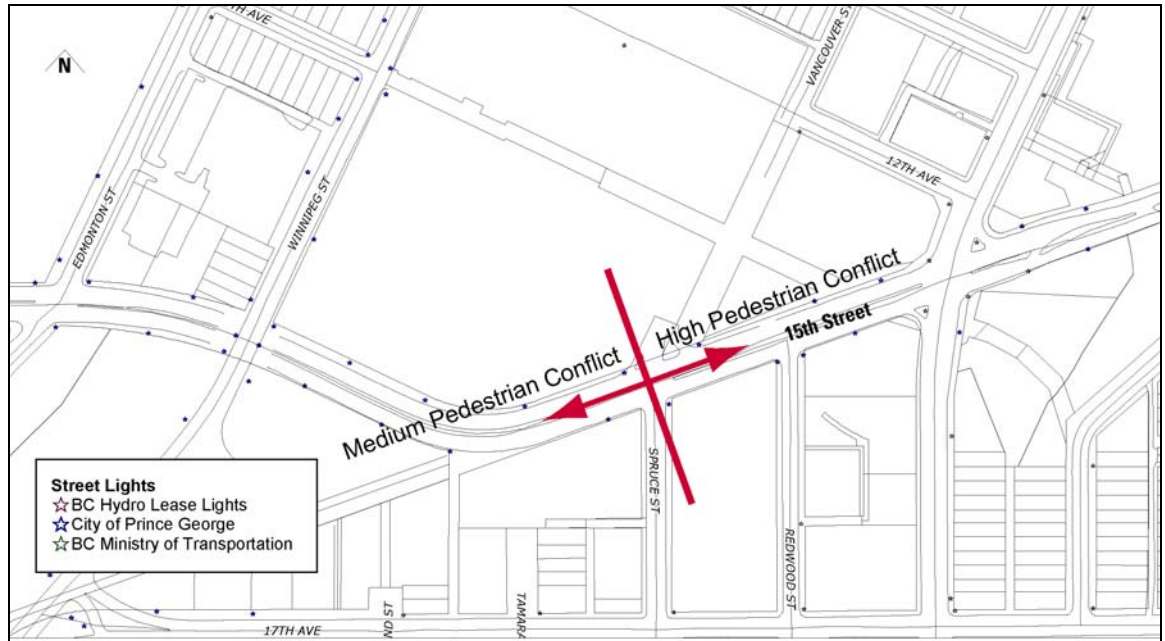 TH AVE
VANCOUVER ST
N
12TH AVE
EDMONTON ST
WINNIPEG ST
High Pedestrian Conflict
15th Street
Medium Pedestrian Conflict
Street Lights
BC Hydro Lease Lights
City of Prince George
BC Ministry of Transportation
SPRUCE ST
REDWOOD ST
ND ST
TAMARA
17TH AVE